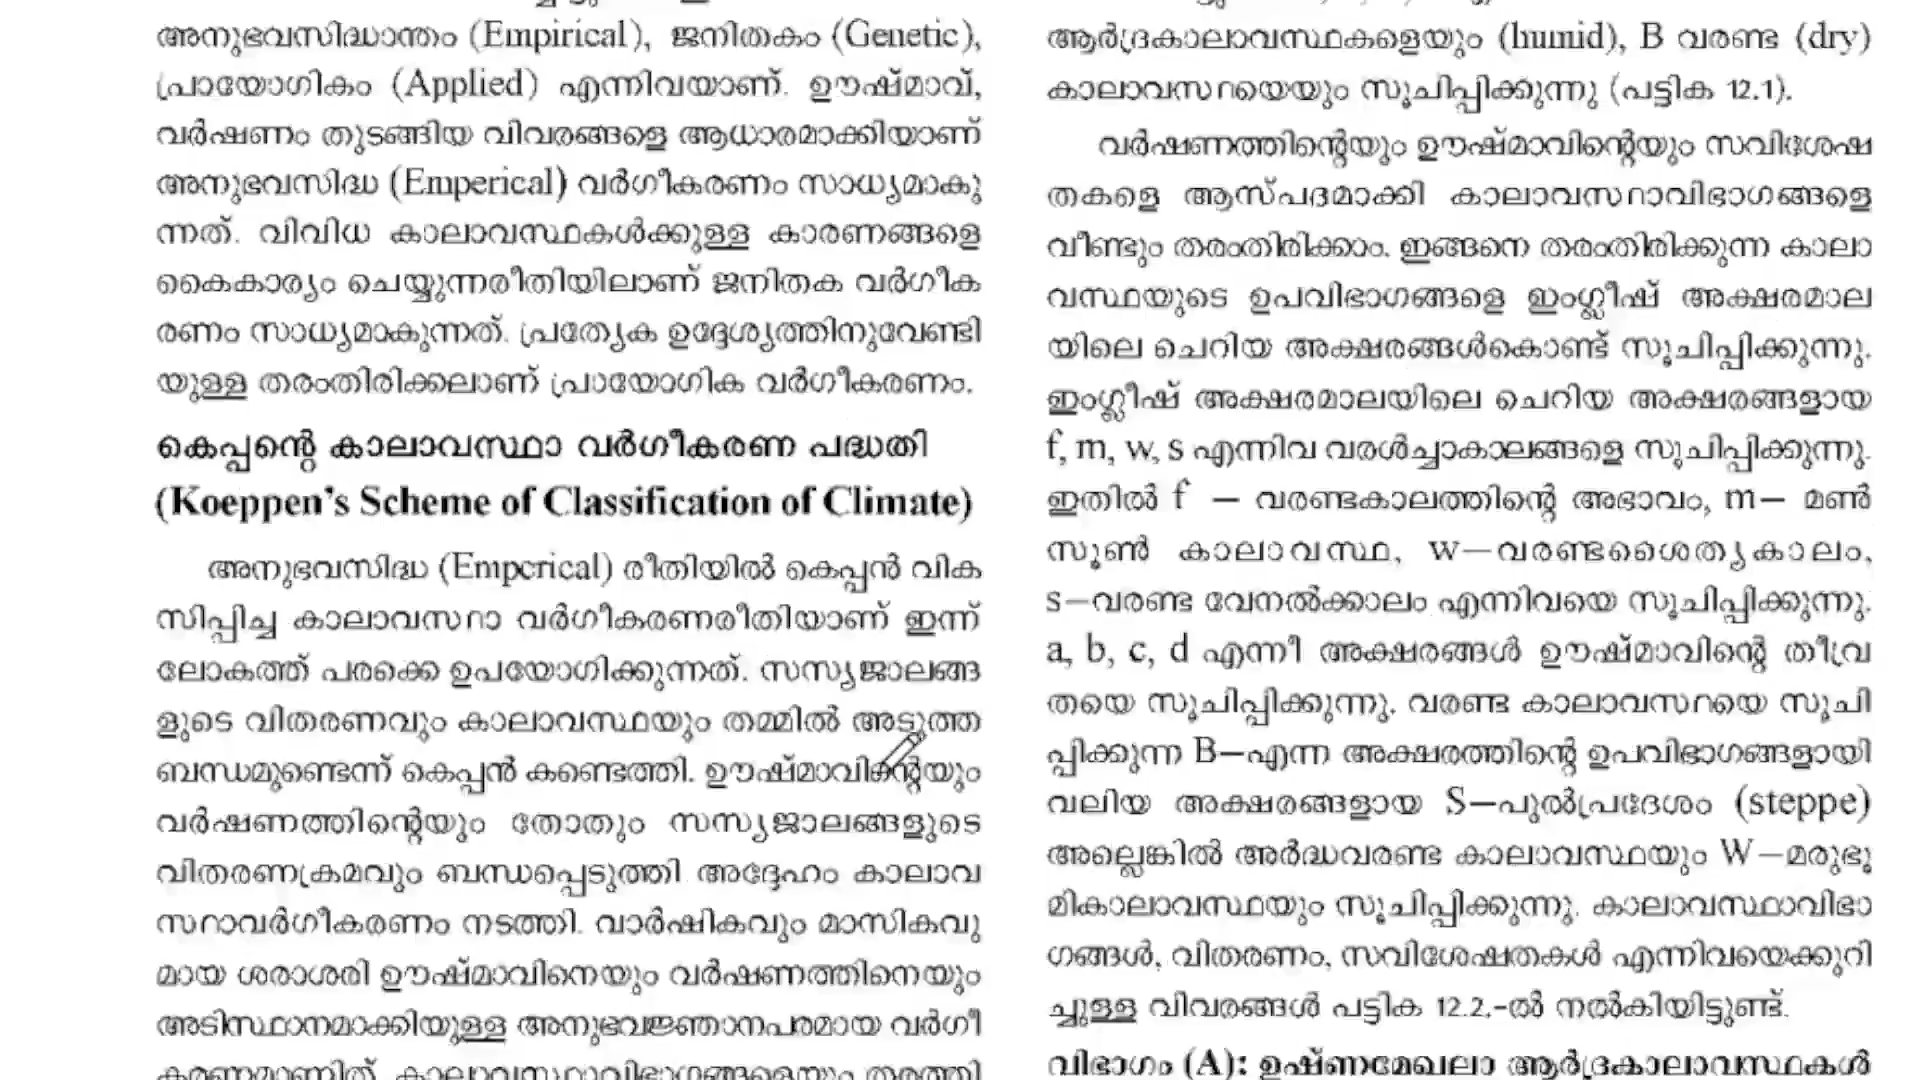 അനുഭവസിദ്ധാന്തം (Empirical), ജനിതകം (Genetic),
പ്രായോഗികം (Applied) എന്നിവയാണ്. ഊഷ്മാവ്,
വർഷണം തുടങ്ങിയ വിവരങ്ങളെ ആധാരമാക്കിയാണ്
അനുഭവസിദ്ധ (Emperical) വർഗീകരണം സാധ്യമാകു
ന്നത്. വിവിധ കാലാവസ്ഥകൾക്കുള്ള കാരണങ്ങളെ
കൈകാര്യം ചെയ്യുന്നരീതിയിലാണ് ജനിതക വർഗീക
രണം സാധ്യമാകുന്നത്. പ്രത്യേക ഉദ്ദേശ്യത്തിനുവേണ്ടി
യുള്ള തരംതിരിക്കലാണ് പ്രായോഗിക വർഗീകരണം.
കെപ്പന്റെ കാലാവസ്ഥാ വർഗീകരണ പദ്ധതി
(Koeppen's Scheme of Classification of Climate)
അനുഭവസിദ്ധ (Emperical) രീതിയിൽ കെപ്പൻ വിക
സിപ്പിച്ച കാലാവസ്ഥാ വർഗീകരണരീതിയാണ് ഇന്ന്
ലോകത്ത് പരക്കെ ഉപയോഗിക്കുന്നത്. സസ്യജാലങ്ങ
ളുടെ വിതരണവും കാലാവസ്ഥയും തമ്മിൽ അടുത്ത
ബന്ധമുണ്ടെന്ന് കെപ്പൻ കണ്ടെത്തി. ഊഷ്മാവിന്റെയും
വർഷണത്തിന്റെയും തോതും സസ്യജാലങ്ങളുടെ
വിതരണക്രമവും ബന്ധപ്പെടുത്തി അദ്ദേഹം കാലാവ
സ്ഥാവർഗീകരണം നടത്തി. വാർഷികവും മാസികവു
മായ ശരാശരി ഊഷ്മാവിനെയും വർഷണത്തിനെയും
അടിസ്ഥാനമാക്കിയുള്ള അനുഭവജ്ഞാനപരമായ വർഗീ
കരണമാണിത്. കാലാവസ്ഥാവിഭാഗങ്ങളെയും തരത്തി
ആർദ്രകാലാവസ്ഥകളെയും (humid), B വരണ്ട (dry)
കാലാവസ്ഥയെയും സൂചിപ്പിക്കുന്നു (പട്ടിക 12.1).
വർഷണത്തിന്റെയും ഊഷ്മാവിന്റെയും സവിശേഷ
തകളെ ആസ്പദമാക്കി കാലാവസ്ഥാവിഭാഗങ്ങളെ
വീണ്ടും തരംതിരിക്കാം. ഇങ്ങനെ തരംതിരിക്കുന്ന കാലാ
വസ്ഥയുടെ ഉപവിഭാഗങ്ങളെ ഇംഗ്ലീഷ് അക്ഷരമാല
യിലെ ചെറിയ അക്ഷരങ്ങൾകൊണ്ട് സൂചിപ്പിക്കുന്നു.
ഇംഗ്ലീഷ് അക്ഷരമാലയിലെ ചെറിയ അക്ഷരങ്ങളായ
f, m, w, s എന്നിവ വരൾച്ചാകാലങ്ങളെ സൂചിപ്പിക്കുന്നു.
ഇതിൽ f – വരണ്ടകാലത്തിന്റെ അഭാവം, m– മൺ
സൂൺ കാലാവസ്ഥ, w–വരണ്ടശൈത്യകാലം,
s–വരണ്ട വേനൽക്കാലം എന്നിവയെ സൂചിപ്പിക്കുന്നു.
a, b, c, d എന്നീ അക്ഷരങ്ങൾ ഊഷ്മാവിന്റെ തീവ്ര
തയെ സൂചിപ്പിക്കുന്നു. വരണ്ട കാലാവസ്ഥയെ സൂചി
പ്പിക്കുന്ന B–എന്ന അക്ഷരത്തിന്റെ ഉപവിഭാഗങ്ങളായി
വലിയ അക്ഷരങ്ങളായ S–പുൽപ്രദേശം (steppe)
അല്ലെങ്കിൽ അർദ്ധവരണ്ട കാലാവസ്ഥയും W–മരുഭൂ
മികാലാവസ്ഥയും സൂചിപ്പിക്കുന്നു. കാലാവസ്ഥാവിഭാ
ഗങ്ങൾ, വിതരണം, സവിശേഷതകൾ എന്നിവയെക്കുറി
ച്ചുള്ള വിവരങ്ങൾ പട്ടിക 12.2.-ൽ നൽകിയിട്ടുണ്ട്.
വിഭാഗം (A): ഉഷ്ണമേഖലാ ആർദ്രകാലാവസ്ഥകൾ